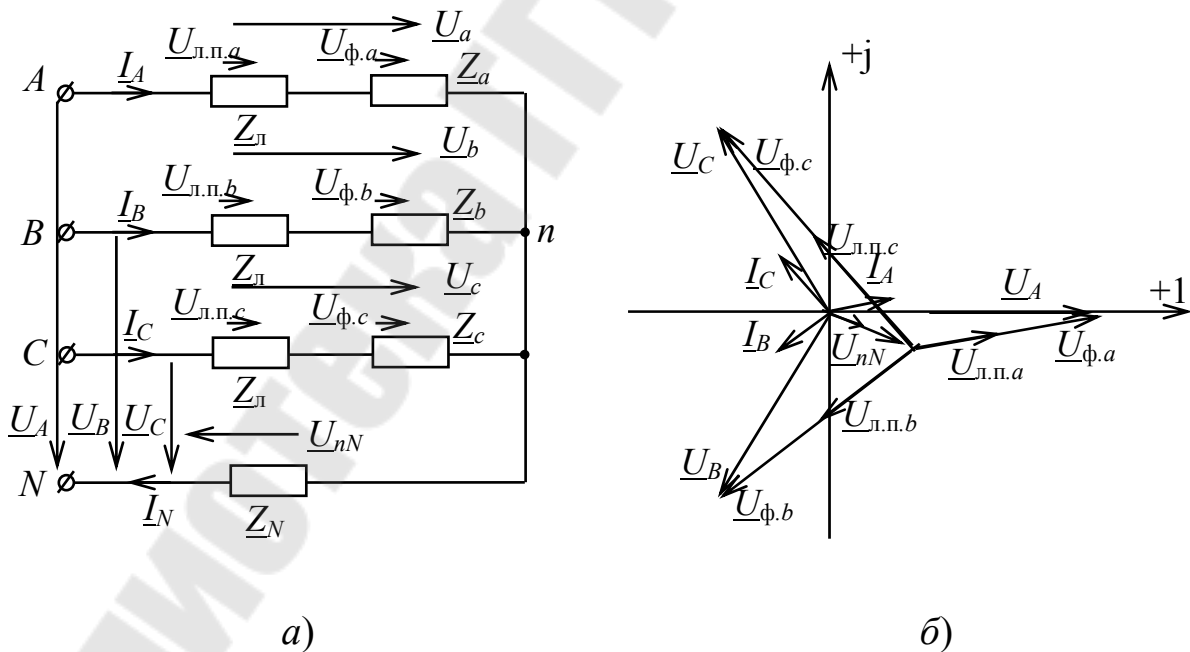 U_a
U_л.п.a
U_ф.a
A
I_A
Z_a
Z_л
U_b
U_л.п.b
U_ф.b
B
I_B
Z_b
n
Z_л
U_c
U_л.п.c
U_ф.c
C
I_C
Z_c
Z_л
U_A
U_B
U_C
U_nN
N
I_N
Z_N
а)
+j
U_C
U_ф.c
U_л.п.c
I_C
I_A
U_A
+1
I_B
U_nN
U_л.п.a
U_ф.a
U_л.п.b
U_B
U_ф.b
б)